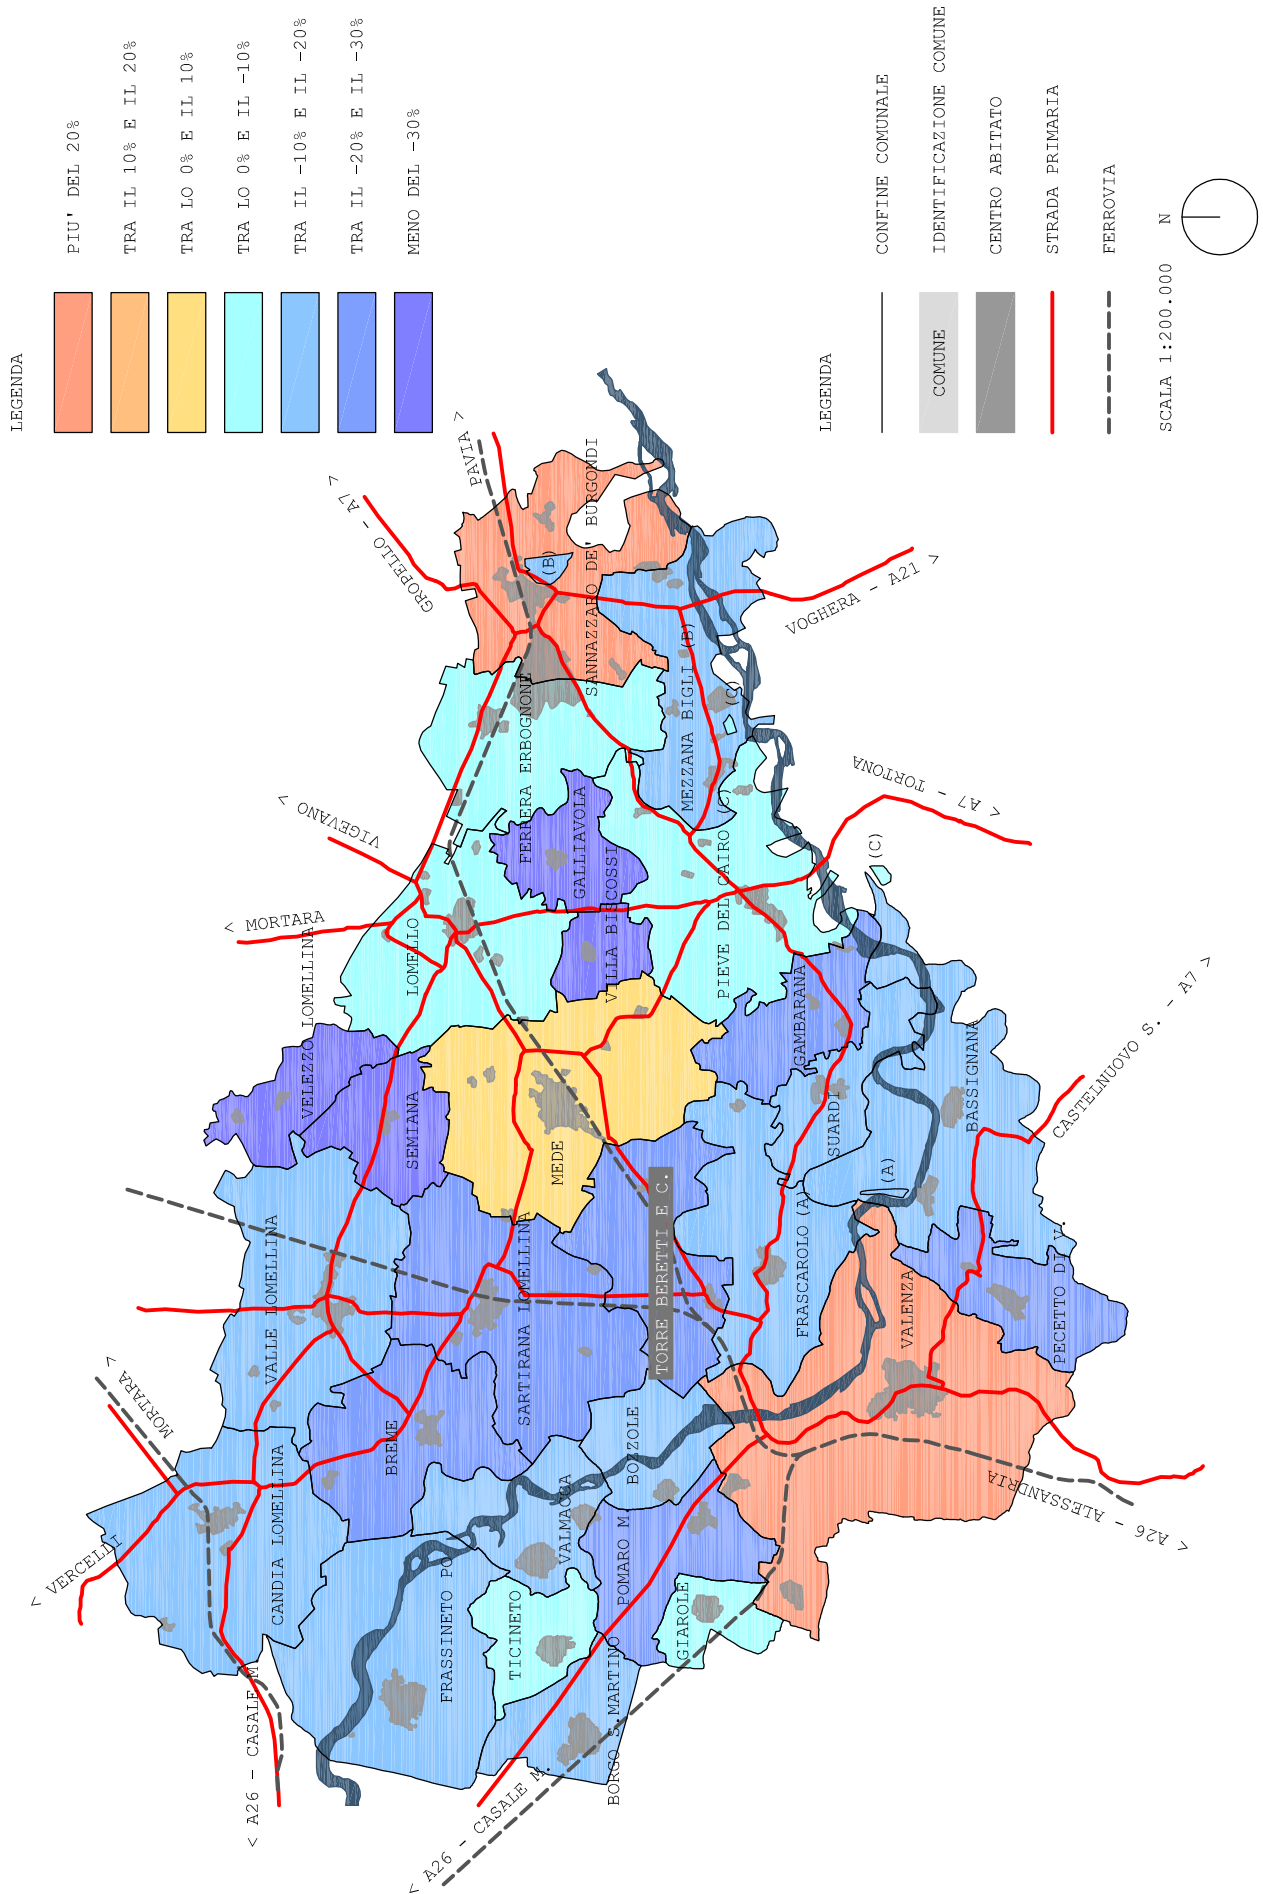 LEGENDA
PIU' DEL 20%
TRA IL 10% E IL 20%
TRA LO 0% E IL 10%
TRA LO 0% E IL -10%
TRA IL -10% E IL -20%
TRA IL -20% E IL -30%
MENO DEL -30%
LEGENDA
CONFINE COMUNALE
COMUNE
IDENTIFICAZIONE COMUNE
CENTRO ABITATO
STRADA PRIMARIA
FERROVIA
SCALA 1:200.000
N
< VERCELLI
MORTARA >
< A26 - CASALE M.
< A26 - CASALE M.
< MORTARA
VIGEVANO >
GROPELLO - A7 >
PAVIA >
VOGHERA - A21 >
A7 - TORTONA >
CASTELNUOVO S. - A7 >
< A26 - ALESSANDRIA
CANDIA LOMELLINA
VALLE LOMELLINA
VELEZZO LOMELLINA
SEMIANA
LOMELLO
FERRERA ERBOGNONE
SANNAZZARO DE' BURGONDI
(B)
GALLIAVOLA
VILLA BISCOSSI
MEZZANA BIGLI (B)
PIEVE DEL CAIRO (C)
(C)
(C)
BREME
SARTIRANA LOMELLINA
MEDE
TORRE BERETTI E C.
FRASCAROLO (A)
(A)
SUARDI
GAMBARANA
BASSIGNANA
PECETTO DI V.
VALENZA
BOZZOLE
VALMACCA
POMARO M
GIAROLE
TICINETO
FRASSINETO PO
BORGO S.MARTINO